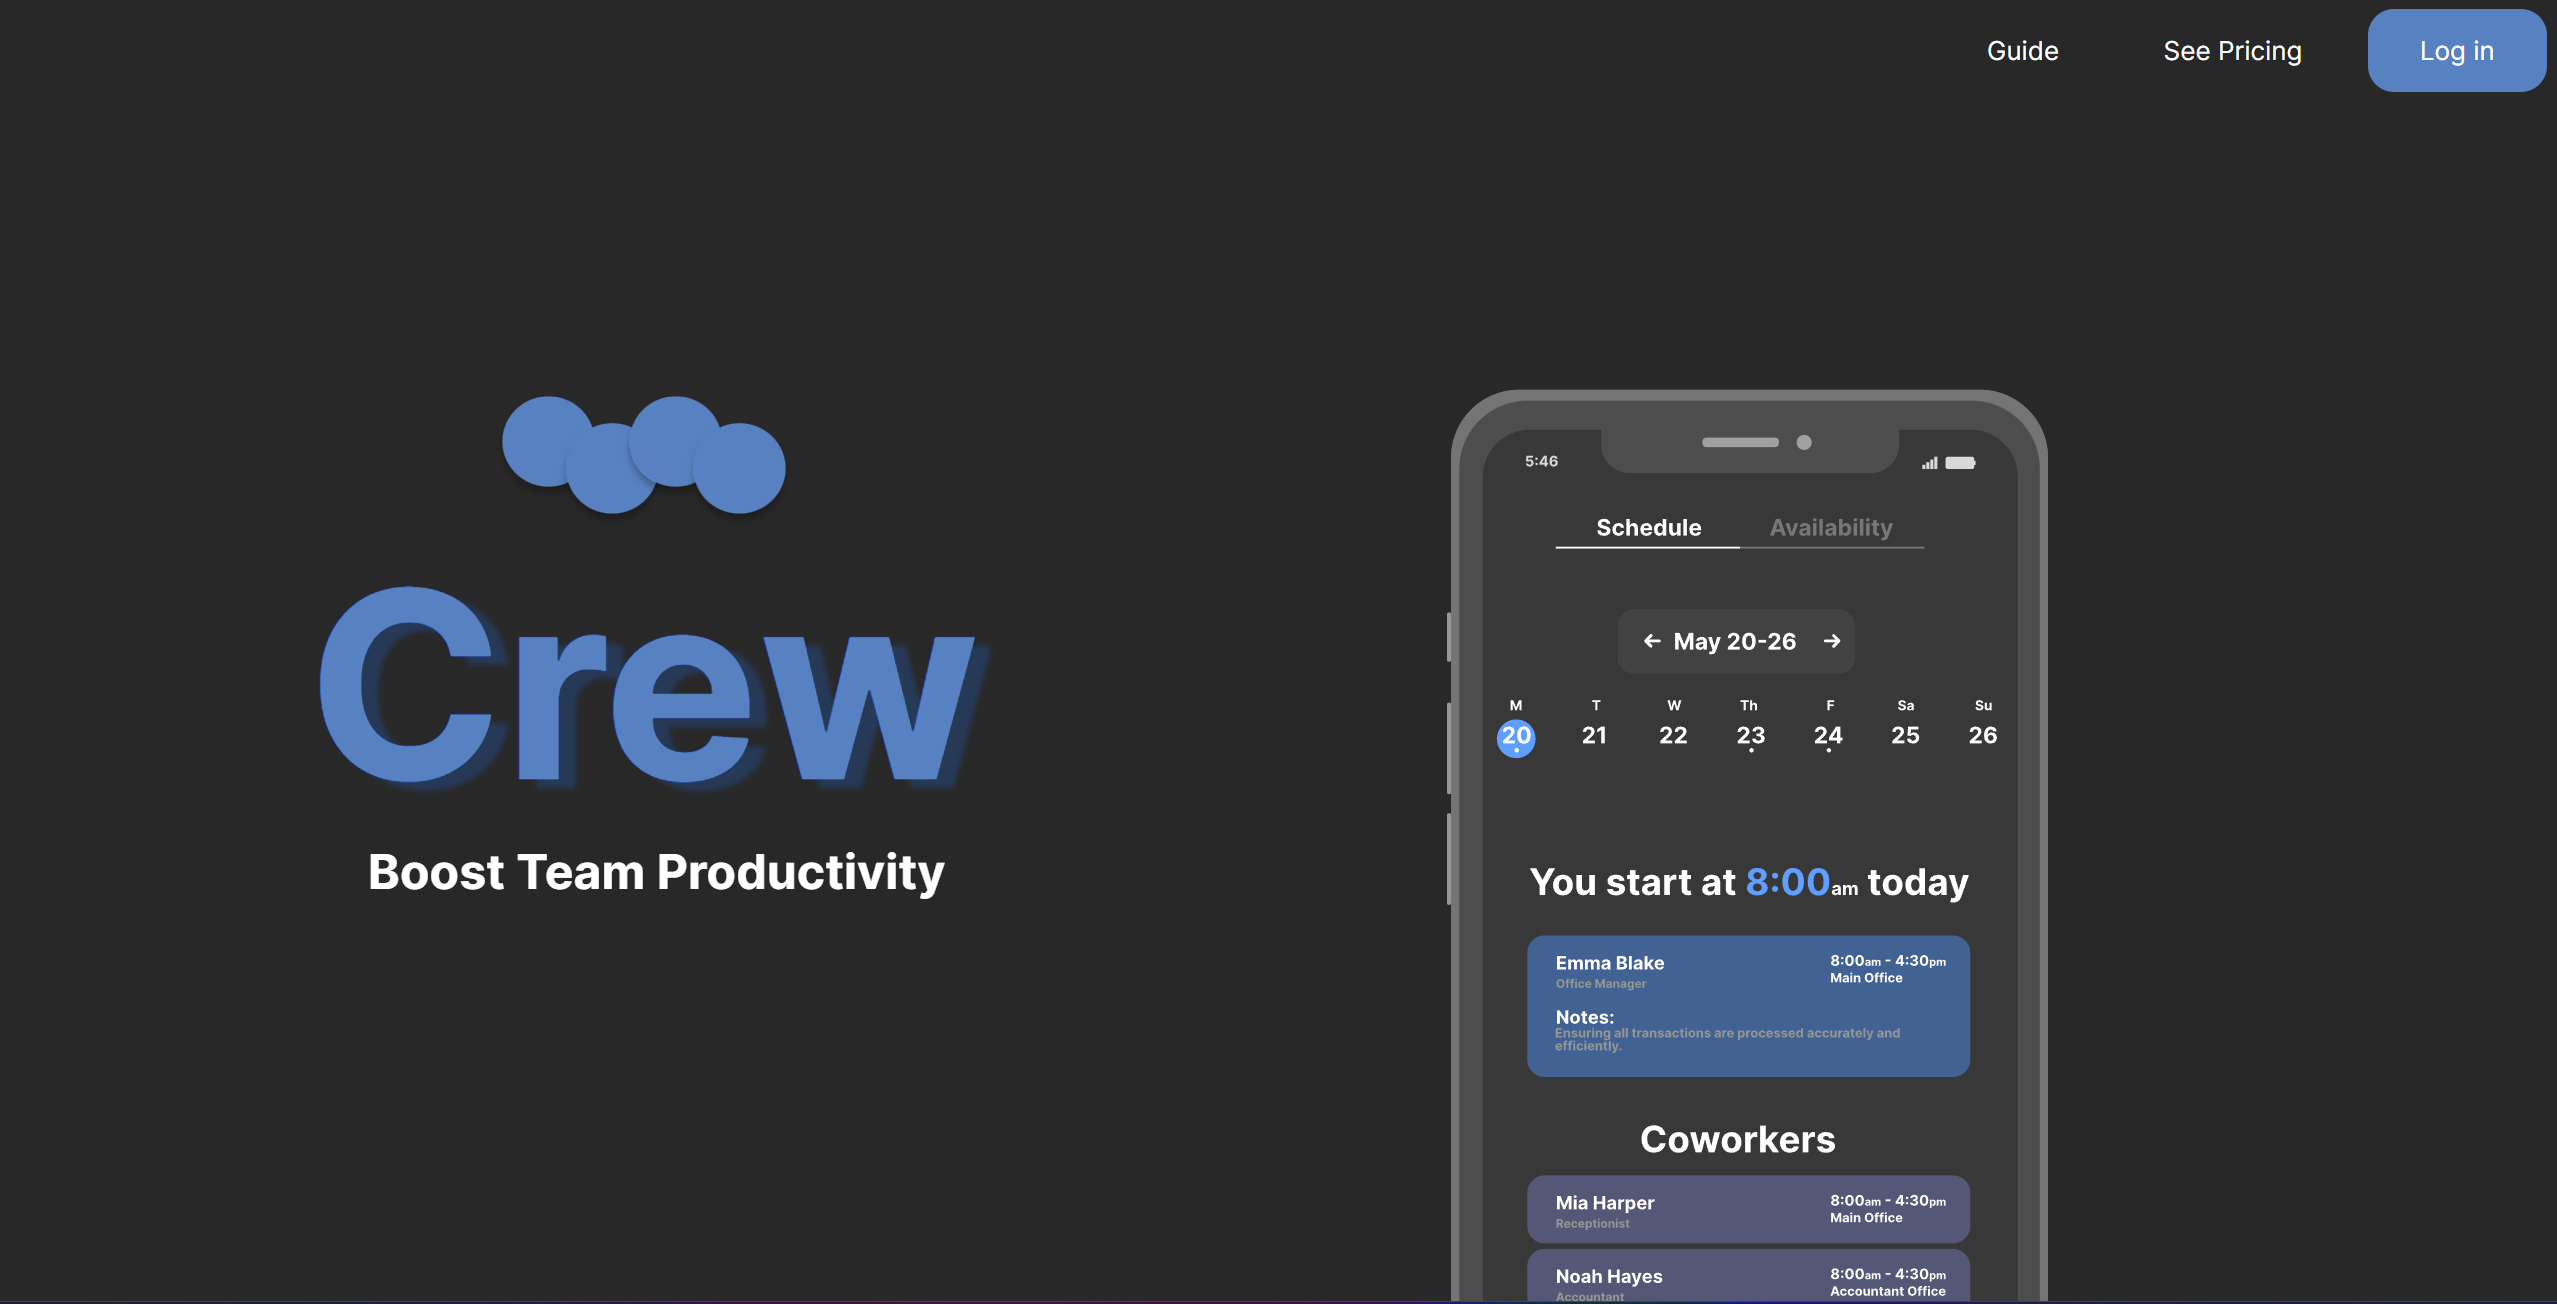 Guide See Pricing Log in
Crew
Boost Team Productivity
5:46
Schedule Availability
May 20-26
M T W Th F Sa Su
20 21 22 23 24 25 26
You start at 8:00am today
Emma Blake 8:00am - 4:30pm
Office Manager Main Office
Notes:
Ensuring all transactions are processed accurately and
efficiently.
Coworkers
Mia Harper 8:00am - 4:30pm
Receptionist Main Office
Noah Hayes 8:00am - 4:30pm
Accountant Accountant Office